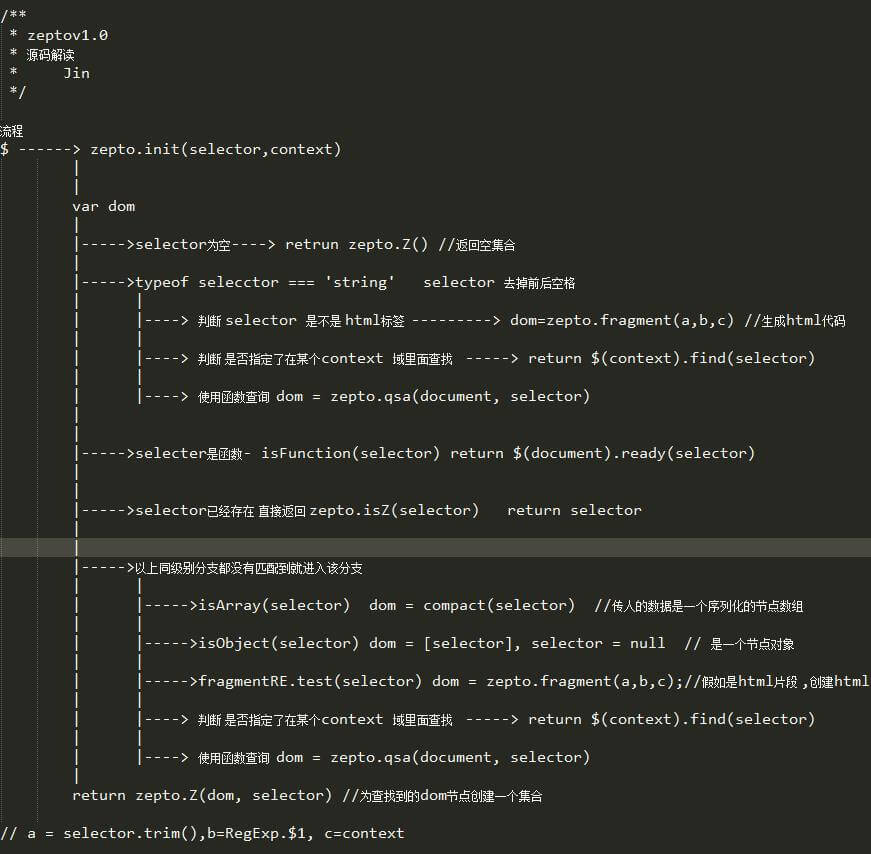 /**
 * zeptov1.0
 * 源码解读
 *     Jin
 */
流程
$ ------> zepto.init(selector,context)
|
|
var dom
|
|----->selector为空----> retrun zepto.Z() //返回空集合
|
|----->typeof selecctor === 'string'   selector 去掉前后空格
|      |
|      |----> 判断 selector 是不是 html标签 ---------> dom=zepto.fragment(a,b,c) //生成html代码
|      |
|      |----> 判断 是否指定了在某个context 域里面查找 -----> return $(context).find(selector)
|      |
|      |----> 使用函数查询 dom = zepto.qsa(document, selector)
|
|
|----->selecter是函数- isFunction(selector) return $(document).ready(selector)
|
|
|----->selector已经存在 直接返回 zepto.isZ(selector)   return selector
|
|
|----->以上同级别分支都没有匹配到就进入该分支
|      |
|      |----->isArray(selector)  dom = compact(selector)  //传人的数据是一个序列化的节点数组
|      |
|      |----->isObject(selector) dom = [selector], selector = null  // 是一个节点对象
|      |
|      |----->fragmentRE.test(selector) dom = zepto.fragment(a,b,c);//假如是html片段 ,创建html
|      |
|      |----> 判断 是否指定了在某个context 域里面查找 -----> return $(context).find(selector)
|      |
|      |----> 使用函数查询 dom = zepto.qsa(document, selector)
|
return zepto.Z(dom, selector) //为查找到的dom节点创建一个集合
// a = selector.trim(),b=RegExp.$1, c=context